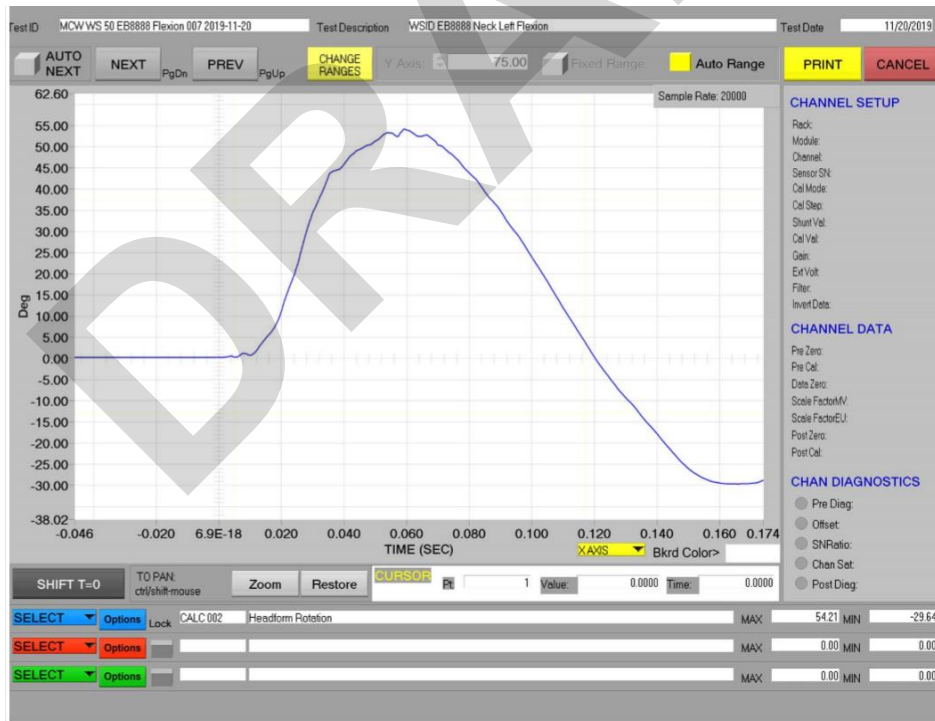 Test ID MCW WS 50 EB8888 Flexion 007 2019-11-20 Test Description WSID EB8888 Neck Left Flexion Test Date 11/20/2019
AUTO NEXT NEXT PgDn PREV PgUp CHANGE RANGES Y Axis: 75.00 Fixed Range Auto Range PRINT CANCEL
Sample Rate: 20000
62.60
55.00
50.00
45.00
40.00
35.00
30.00
25.00
20.00
15.00
10.00
5.00
0.00
-5.00
-10.00
-15.00
-20.00
-25.00
-30.00
-38.02
Deg
-0.046 -0.020 6.9E-18 0.020 0.040 0.060 0.080 0.100 0.120 0.140 0.160 0.174
TIME (SEC)
X AXIS Bkrd Color>
CHANNEL SETUP
Rack:
Module:
Channel:
Sensor SN:
Cal Mode:
Cal Step:
Shunt Val:
Cal Val:
Gain:
Ext Volt:
Filter:
Invert Data:
CHANNEL DATA
Pre Zero:
Pre Cal:
Data Zero:
Scale FactorMV:
Scale FactorEU:
Post Zero:
Post Cal:
CHAN DIAGNOSTICS
Pre Diag:
Offset:
SNRatio:
Chan Sat:
Post Diag:
SHIFT T=0 TO PAN: ctrl/shift-mouse Zoom Restore CURSOR Pt 1 Value: 0.0000 Time: 0.0000
SELECT Options Lock CALC 002 Headform Rotation MAX 54.21 MIN -29.64
SELECT Options MAX 0.00 MIN 0.00
SELECT Options MAX 0.00 MIN 0.00
DRA